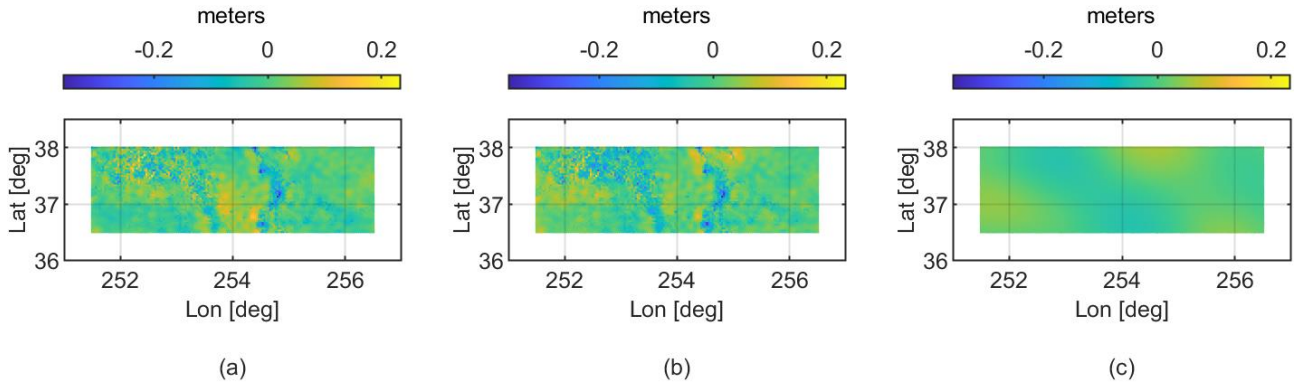 meters
-0.2 0 0.2
38
37
36
Lat [deg]
252 254 256
Lon [deg]
(a)
meters
-0.2 0 0.2
38
37
36
Lat [deg]
252 254 256
Lon [deg]
(b)
meters
-0.2 0 0.2
38
37
36
Lat [deg]
252 254 256
Lon [deg]
(c)